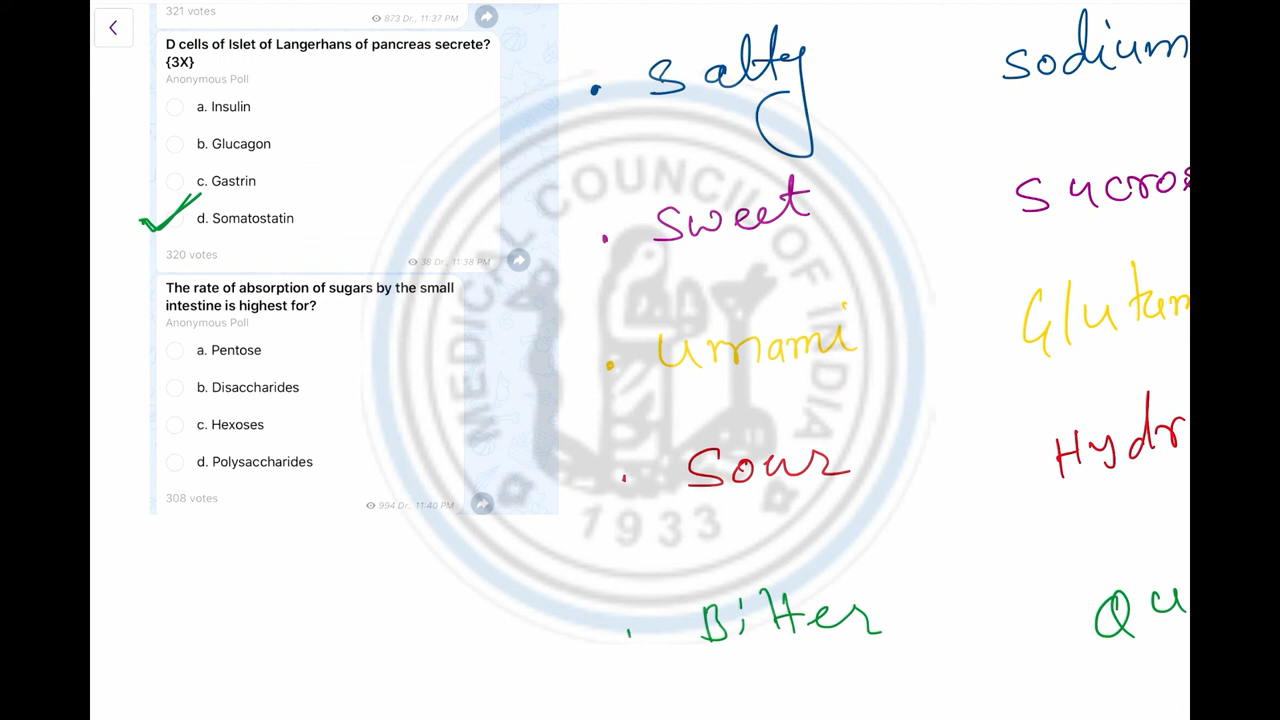 321 votes
873 Dr., 11:37 PM
D cells of Islet of Langerhans of pancreas secrete?
{3X}
Anonymous Poll
a. Insulin
b. Glucagon
c. Gastrin
d. Somatostatin
320 votes
38 Dr., 11:38 PM
The rate of absorption of sugars by the small
intestine is highest for?
Anonymous Poll
a. Pentose
b. Disaccharides
c. Hexoses
d. Polysaccharides
308 votes
994 Dr., 11:40 PM
. Salty sodium
. Sweet Sucros
. Umami Glutam
. Sour Hydr
. Bitter Qu
MEDICAL COUNCIL OF INDIA
1933